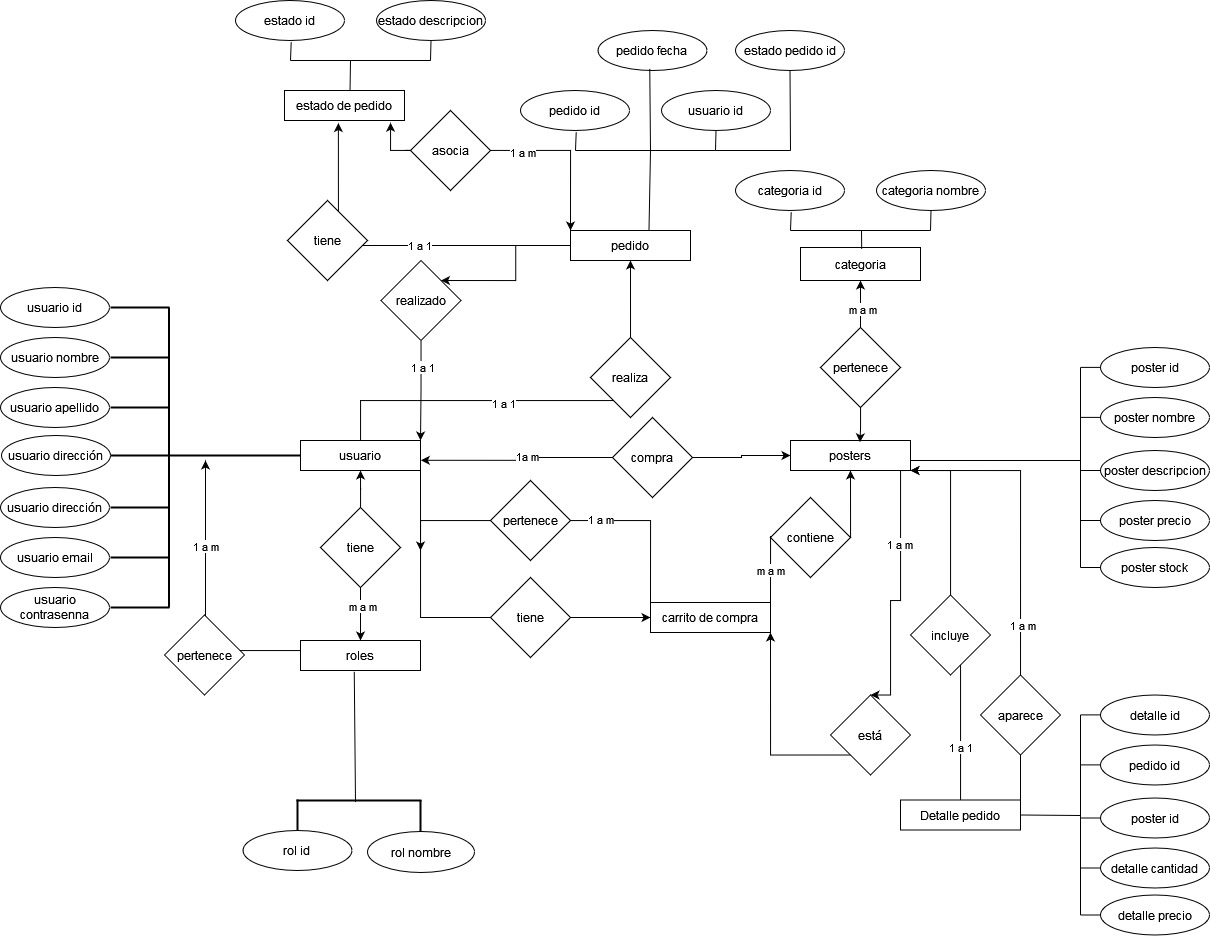 estado id
estado descripcion
pedido fecha
estado pedido id
estado de pedido
pedido id
usuario id
asocia
1 a m
categoria id
categoria nombre
tiene
1 a 1
pedido
categoria
realizado
usuario id
m a m
usuario nombre
1 a 1
pertenece
poster id
realiza
usuario apellido
1 a 1
poster nombre
usuario dirección
usuario
1a m
compra
posters
poster descripcion
usuario dirección
pertenece
1 a m
poster precio
contiene
1 a m
tiene
1 a m
usuario email
m a m
poster stock
usuario
contrasenna
m a m
tiene
carrito de compra
1 a m
incluye
pertenece
roles
aparece
detalle id
está
1 a 1
pedido id
Detalle pedido
poster id
rol id
rol nombre
detalle cantidad
detalle precio